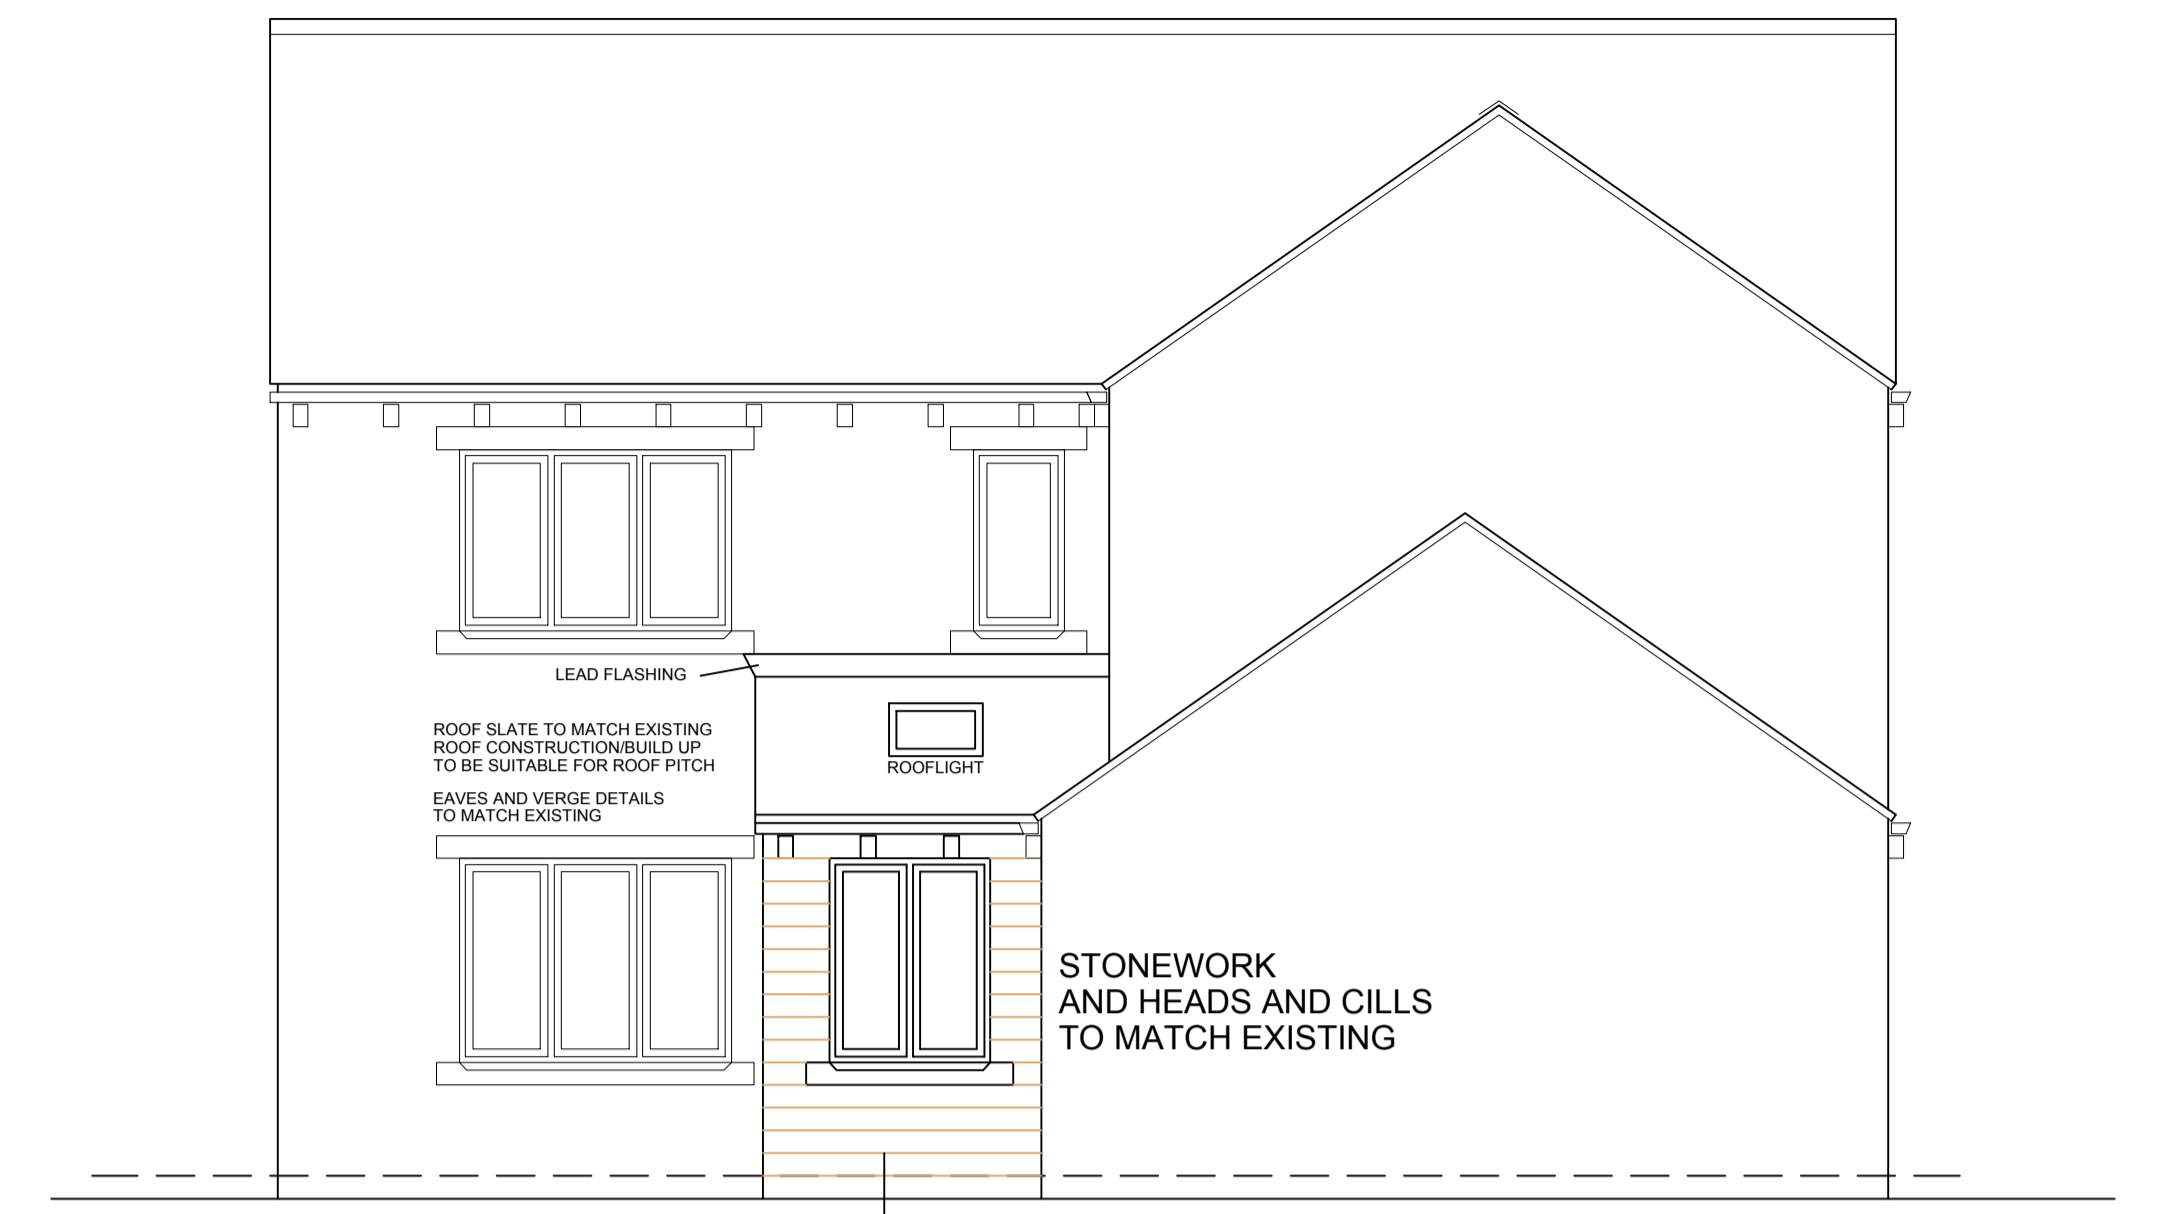 LEAD FLASHING
ROOF SLATE TO MATCH EXISTING
ROOF CONSTRUCTION/BUILD UP
TO BE SUITABLE FOR ROOF PITCH
EAVES AND VERGE DETAILS
TO MATCH EXISTING
ROOFLIGHT
STONEWORK
AND HEADS AND CILLS
TO MATCH EXISTING